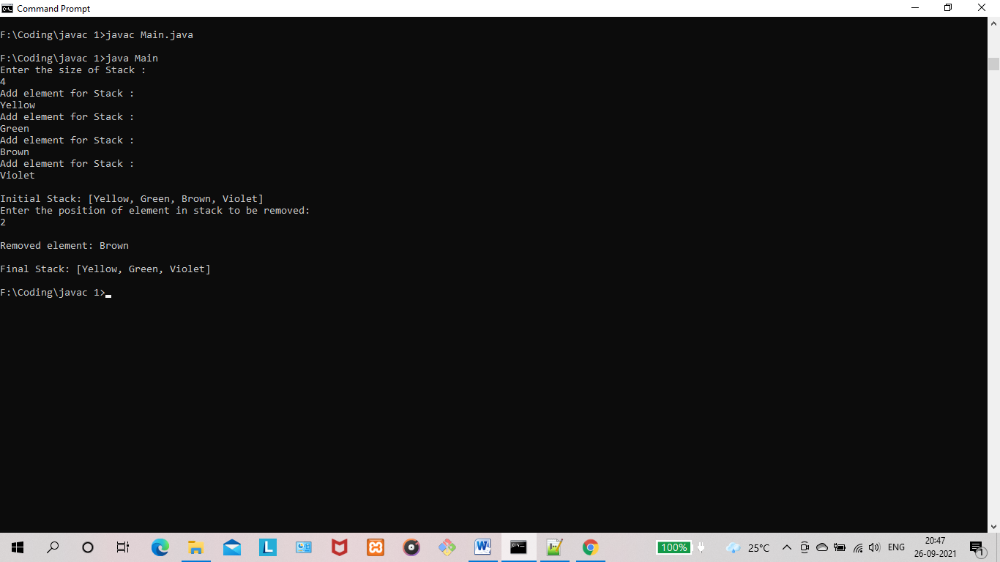 Command Prompt
F:\Coding\javac 1>javac Main.java
F:\Coding\javac 1>java Main
Enter the size of Stack :
4
Add element for Stack :
Yellow
Add element for Stack :
Green
Add element for Stack :
Brown
Add element for Stack :
Violet
Initial Stack: [Yellow, Green, Brown, Violet]
Enter the position of element in stack to be removed:
2
Removed element: Brown
Final Stack: [Yellow, Green, Violet]
F:\Coding\javac 1>
100%
25°C
ENG
20:47
26-09-2021
1